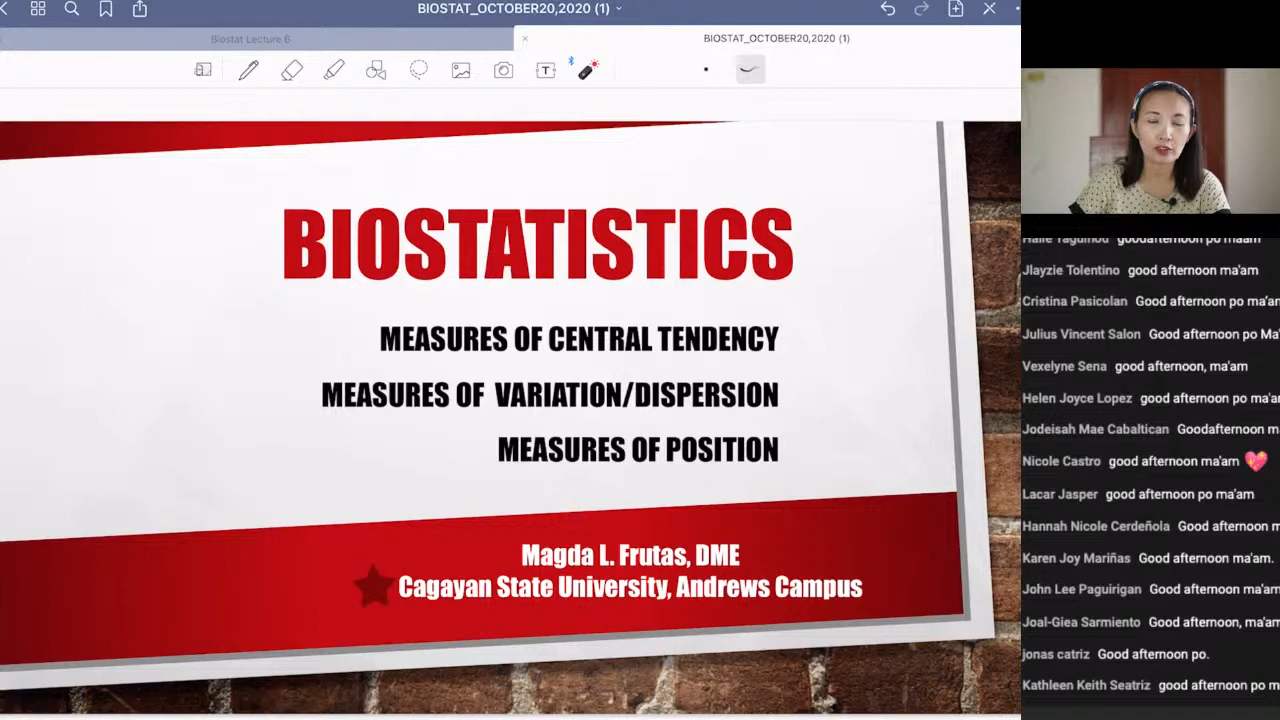 BIOSTAT_OCTOBER20,2020 (1)
Biostat Lecture 6
BIOSTAT_OCTOBER20,2020 (1)
T
BIOSTATISTICS
MEASURES OF CENTRAL TENDENCY
MEASURES OF VARIATION/DISPERSION
MEASURES OF POSITION
Magda L. Frutas, DME
Cagayan State University, Andrews Campus
goodafternoon po maam
Jlayzie Tolentino good afternoon ma'am
Cristina Pasicolan Good afternoon po ma'am
Julius Vincent Salon Good afternoon po Ma'
Vexelyne Sena good afternoon, ma'am
Helen Joyce Lopez good afternoon po ma'a
Jodeisah Mae Cabaltican Goodafternoon ma
Nicole Castro good afternoon ma'am 💖
Lacar Jasper good afternoon po ma'am
Hannah Nicole Cerdeñola Good afternoon m
Karen Joy Mariñas Good afternoon ma'am.
John Lee Paguirigan Good afternoon ma'am
Joal-Giea Sarmiento Good afternoon, ma'am
jonas catriz Good afternoon po.
Kathleen Keith Seatriz good afternoon po m